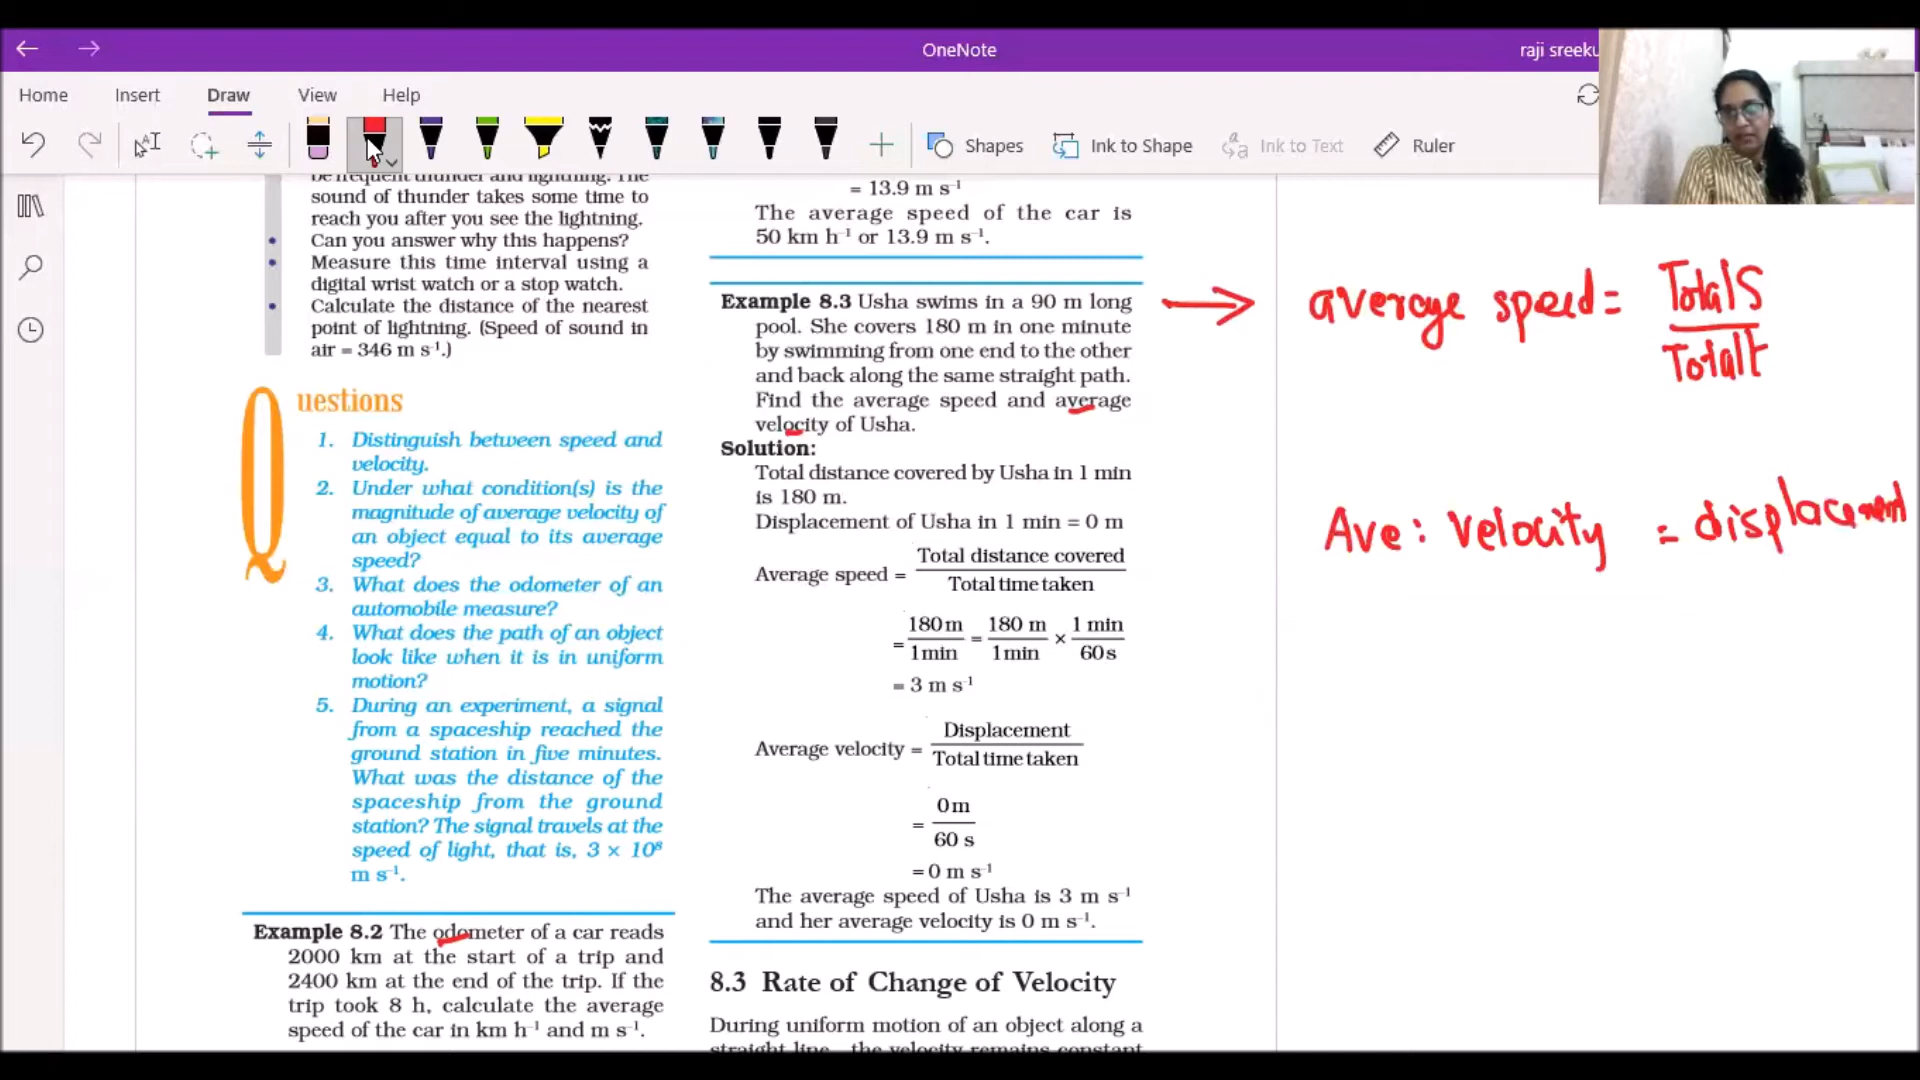 OneNote
raji sreeku
Home Insert Draw View Help
Shapes Ink to Shape Ink to Text Ruler
be frequent thunder and lightning. The
sound of thunder takes some time to
reach you after you see the lightning.
• Can you answer why this happens?
• Measure this time interval using a
digital wrist watch or a stop watch.
• Calculate the distance of the nearest
point of lightning. (Speed of sound in
air = 346 m s⁻¹.)
Questions
1. Distinguish between speed and
velocity.
2. Under what condition(s) is the
magnitude of average velocity of
an object equal to its average
speed?
3. What does the odometer of an
automobile measure?
4. What does the path of an object
look like when it is in uniform
motion?
5. During an experiment, a signal
from a spaceship reached the
ground station in five minutes.
What was the distance of the
spaceship from the ground
station? The signal travels at the
speed of light, that is, 3 × 10⁸
m s⁻¹.
Example 8.2 The odometer of a car reads
2000 km at the start of a trip and
2400 km at the end of the trip. If the
trip took 8 h, calculate the average
speed of the car in km h⁻¹ and m s⁻¹.
= 13.9 m s⁻¹
The average speed of the car is
50 km h⁻¹ or 13.9 m s⁻¹.
Example 8.3 Usha swims in a 90 m long
pool. She covers 180 m in one minute
by swimming from one end to the other
and back along the same straight path.
Find the average speed and average
velocity of Usha.
Solution:
Total distance covered by Usha in 1 min
is 180 m.
Displacement of Usha in 1 min = 0 m
Average speed = Total distance covered
Total time taken
= 180 m / 1 min = 180 m / 1 min × 1 min / 60 s
= 3 m s⁻¹
Average velocity = Displacement
Total time taken
= 0 m
60 s
= 0 m s⁻¹
The average speed of Usha is 3 m s⁻¹
and her average velocity is 0 m s⁻¹.
8.3 Rate of Change of Velocity
During uniform motion of an object along a
straight line, the velocity remains constant
average speed = Total S
Total t
Ave: velocity = displacement